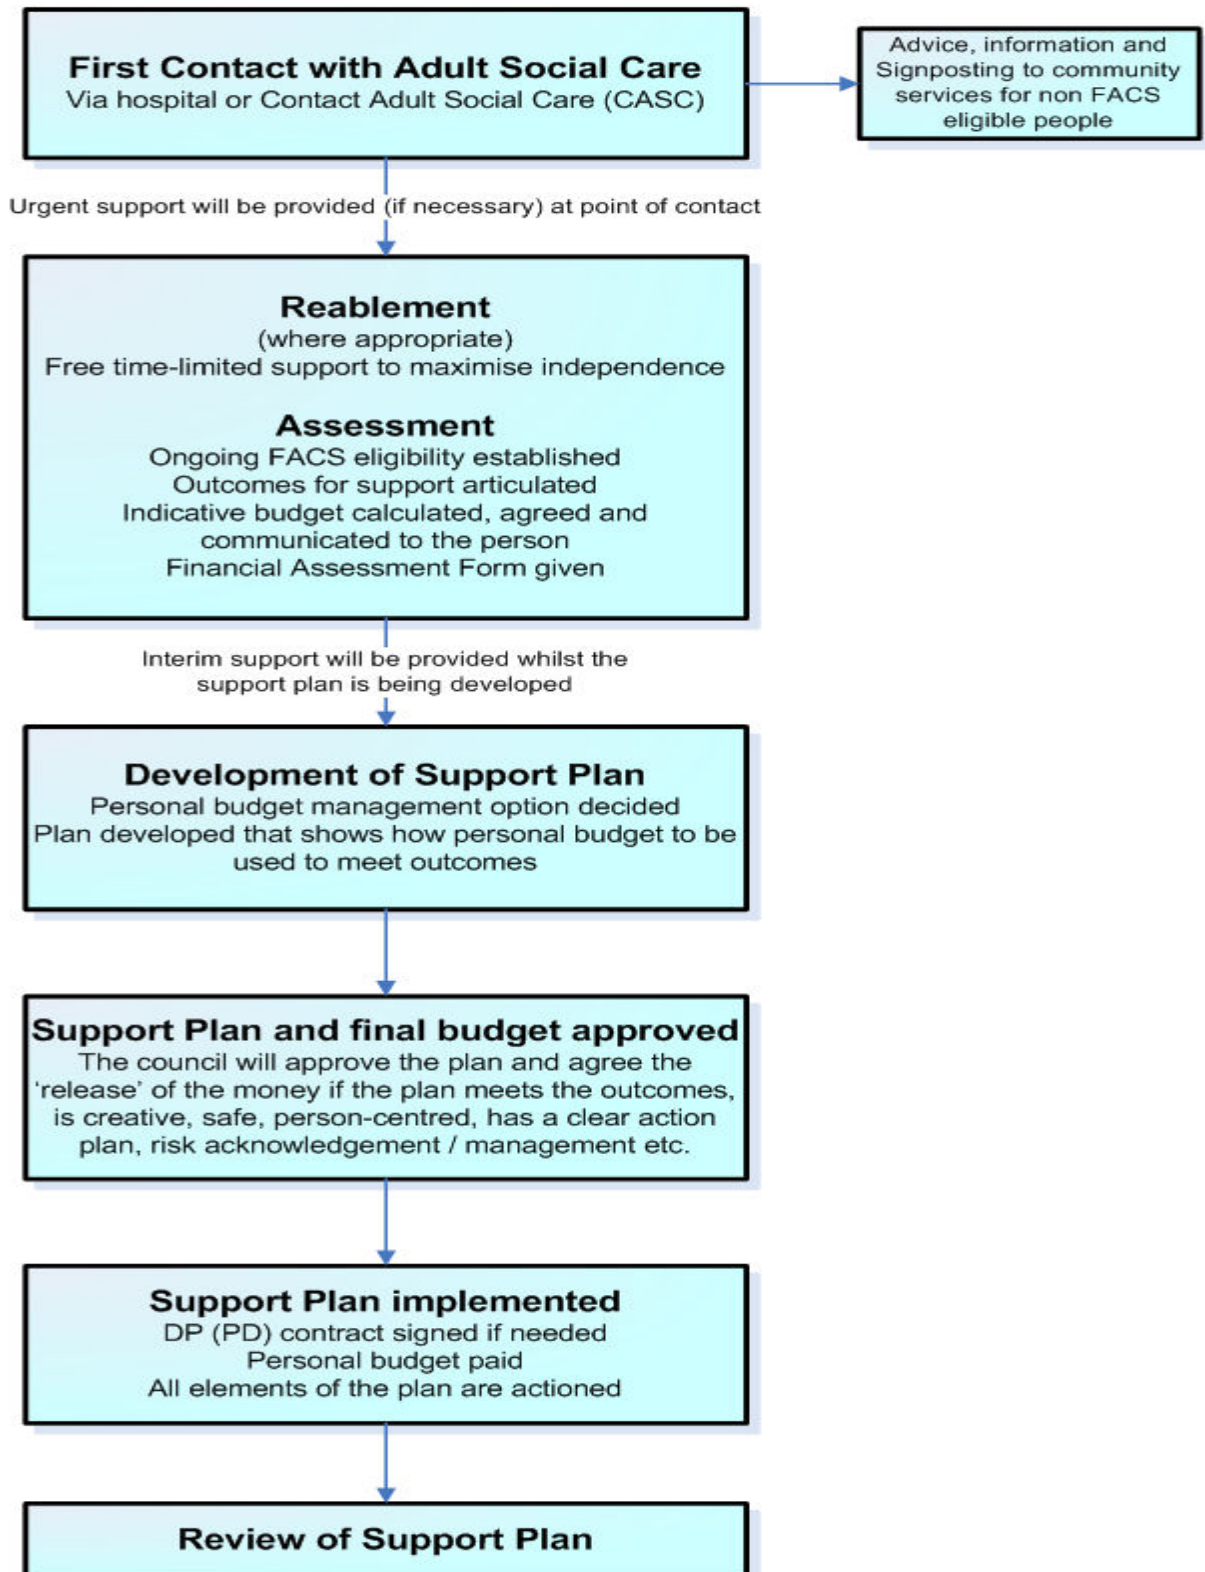 First Contact with Adult Social Care
Via hospital or Contact Adult Social Care (CASC)
Advice, information and
Signposting to community
services for non FACS
eligible people
Urgent support will be provided (if necessary) at point of contact
Reablement
(where appropriate)
Free time-limited support to maximise independence
Assessment
Ongoing FACS eligibility established
Outcomes for support articulated
Indicative budget calculated, agreed and
communicated to the person
Financial Assessment Form given
Interim support will be provided whilst the
support plan is being developed
Development of Support Plan
Personal budget management option decided
Plan developed that shows how personal budget to be
used to meet outcomes
Support Plan and final budget approved
The council will approve the plan and agree the
‘release’ of the money if the plan meets the outcomes,
is creative, safe, person-centred, has a clear action
plan, risk acknowledgement / management etc.
Support Plan implemented
DP (PD) contract signed if needed
Personal budget paid
All elements of the plan are actioned
Review of Support Plan